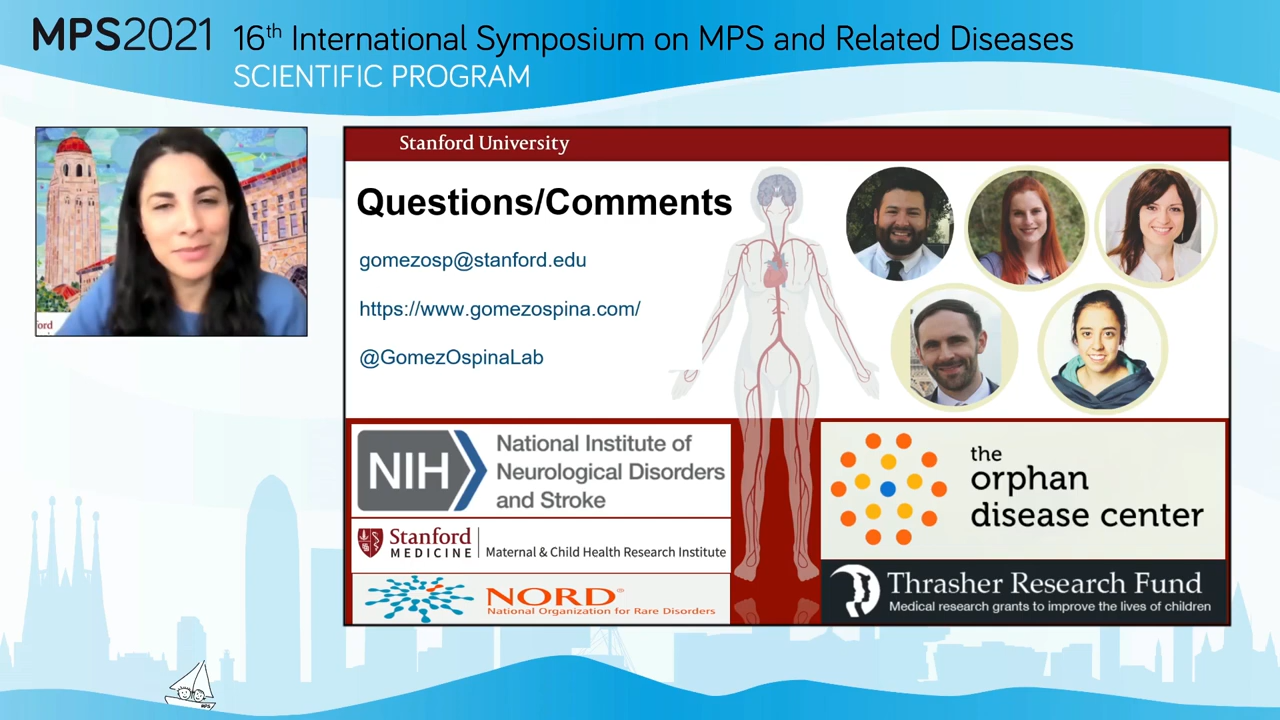 MPS2021 16th International Symposium on MPS and Related Diseases
SCIENTIFIC PROGRAM
ord
Stanford University
Questions/Comments
gomezosp@stanford.edu
https://www.gomezospina.com/
@GomezOspinaLab
NIH
National Institute of
Neurological Disorders
and Stroke
Stanford
MEDICINE
Maternal & Child Health Research Institute
NORD®
National Organization for Rare Disorders
the
orphan
disease center
Thrasher Research Fund
Medical research grants to improve the lives of children
MPS